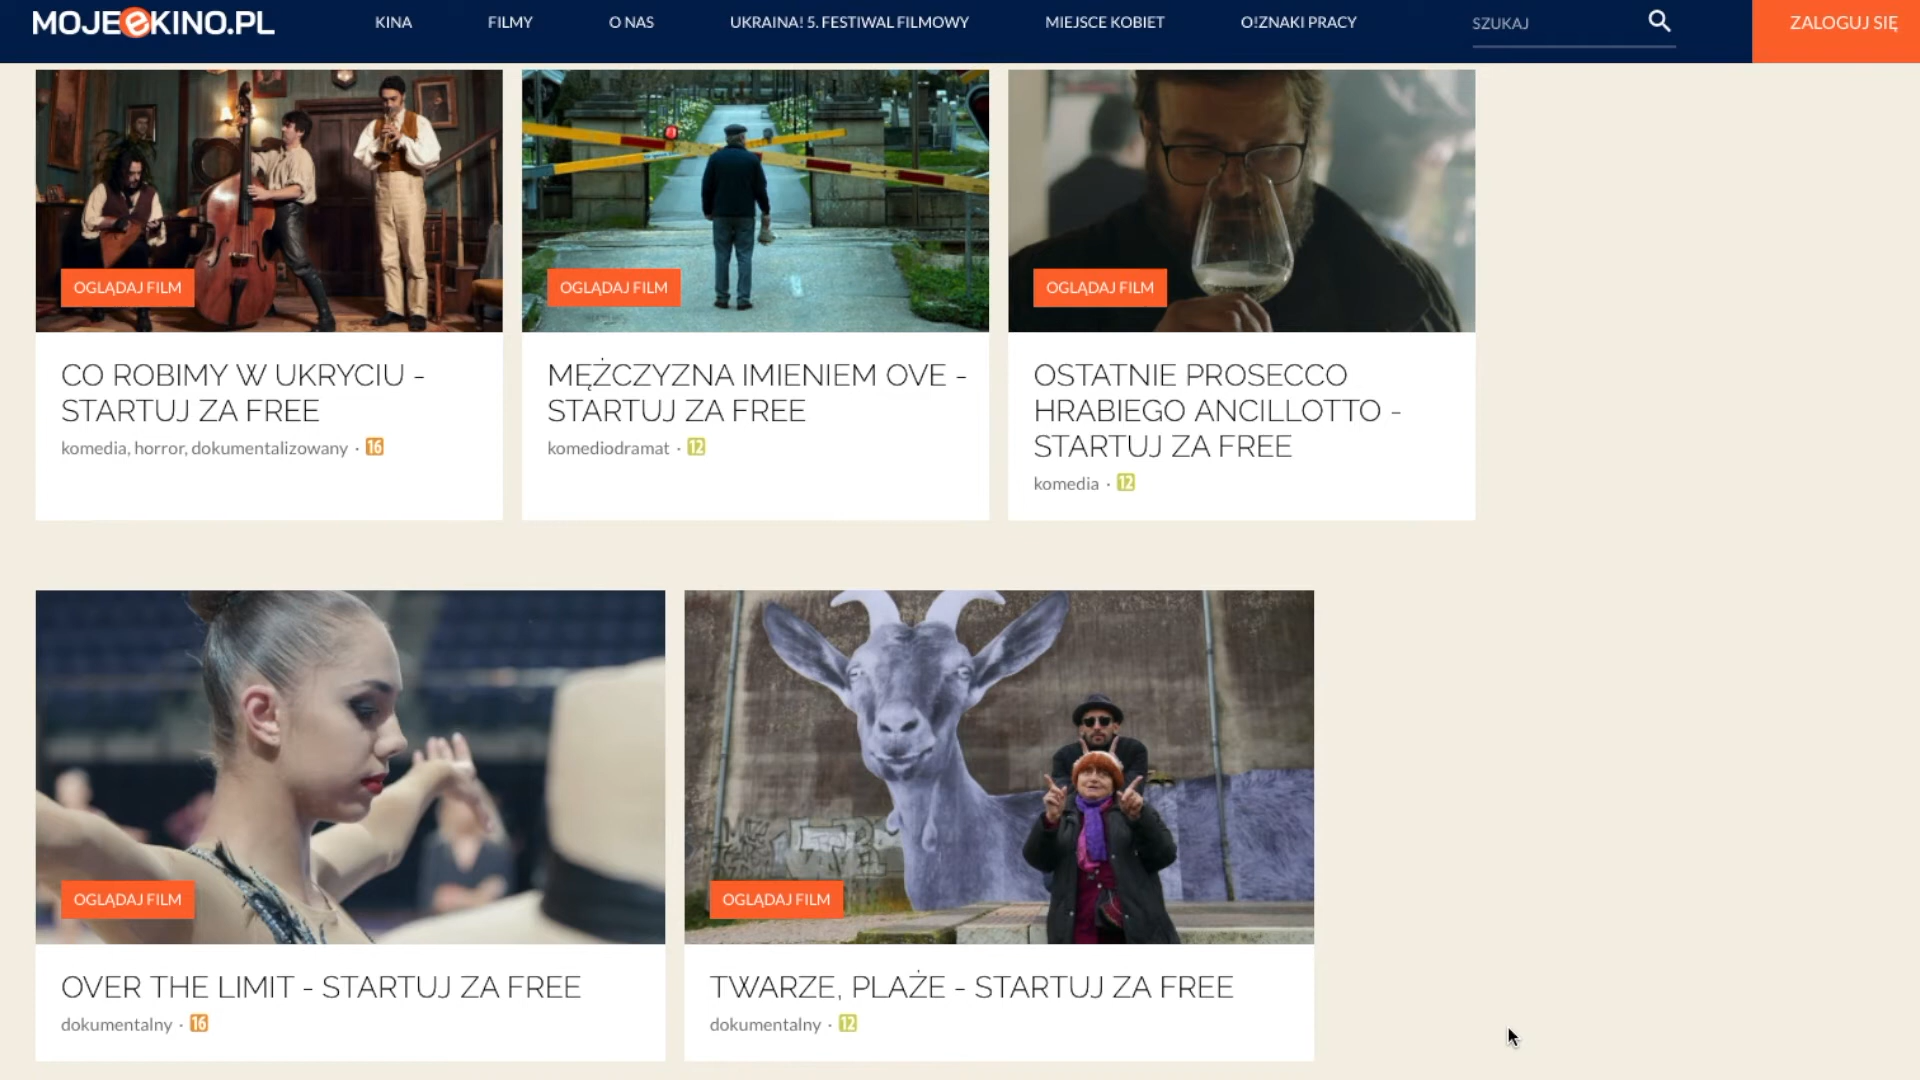 MOJEeKINO.PL
KINA
FILMY
O NAS
UKRAINA! 5. FESTIWAL FILMOWY
MIEJSCE KOBIET
O!ZNAKI PRACY
SZUKAJ
ZALOGUJ SIĘ
OGLĄDAJ FILM
OGLĄDAJ FILM
OGLĄDAJ FILM
CO ROBIMY W UKRYCIU -
STARTUJ ZA FREE
komedia, horror, dokumentalizowany · 16
MĘŻCZYZNA IMIENIEM OVE -
STARTUJ ZA FREE
komediodramat · 12
OSTATNIE PROSECCO
HRABIEGO ANCILLOTTO -
STARTUJ ZA FREE
komedia · 12
OGLĄDAJ FILM
OGLĄDAJ FILM
OVER THE LIMIT - STARTUJ ZA FREE
dokumentalny · 16
TWARZE, PLAŻE - STARTUJ ZA FREE
dokumentalny · 12